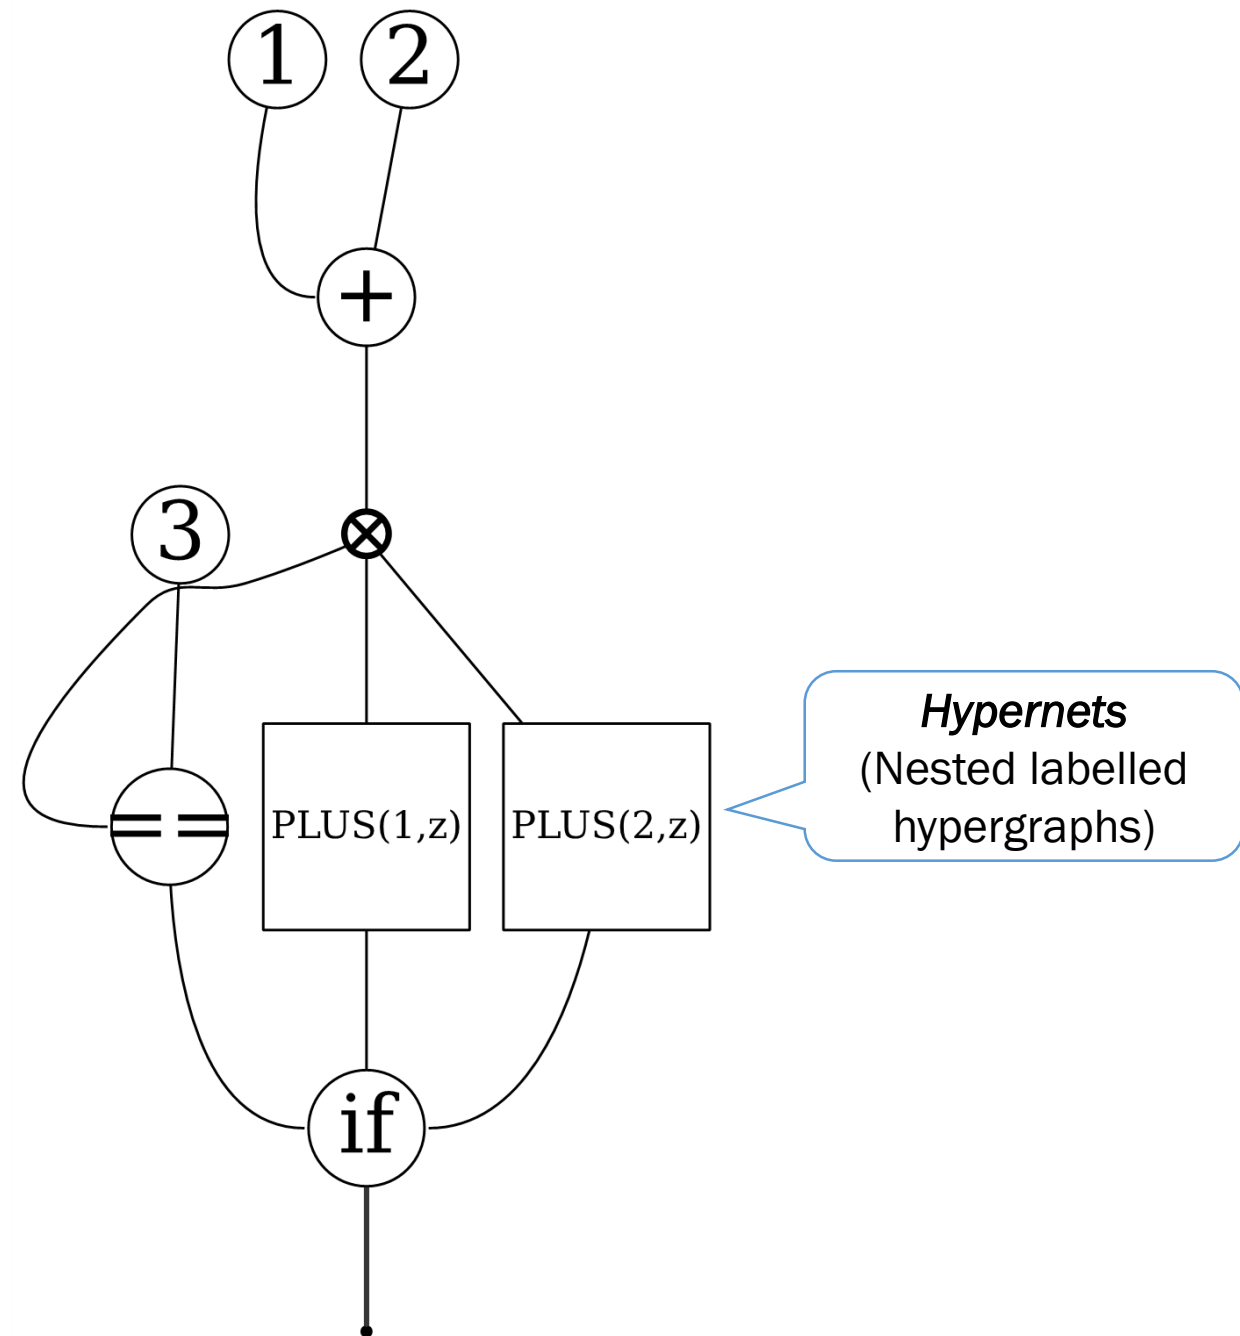 1 2
+
⊗
3
== PLUS(1,z) PLUS(2,z)
Hypernets
(Nested labelled
hypergraphs)
if